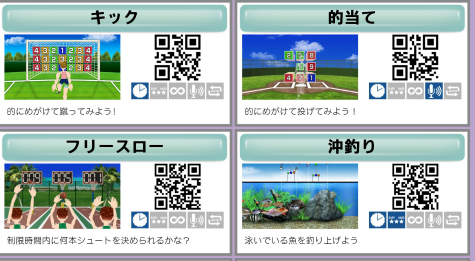 キック
的にめがけて蹴ってみよう!
的当て
的にめがけて投げてみよう!
フリースロー
制限時間内に何本シュートを決められるかな?
沖釣り
泳いでいる魚を釣り上げよう